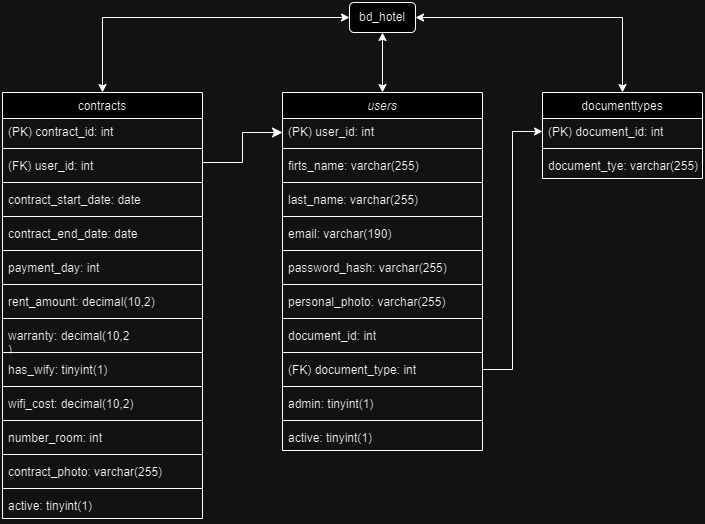 bd_hotel
contracts
(PK) contract_id: int
(FK) user_id: int
contract_start_date: date
contract_end_date: date
payment_day: int
rent_amount: decimal(10,2)
warranty: decimal(10,2
)
has_wify: tinyint(1)
wifi_cost: decimal(10,2)
number_room: int
contract_photo: varchar(255)
active: tinyint(1)
users
(PK) user_id: int
firts_name: varchar(255)
last_name: varchar(255)
email: varchar(190)
password_hash: varchar(255)
personal_photo: varchar(255)
document_id: int
(FK) document_type: int
admin: tinyint(1)
active: tinyint(1)
documenttypes
(PK) document_id: int
document_tye: varchar(255)